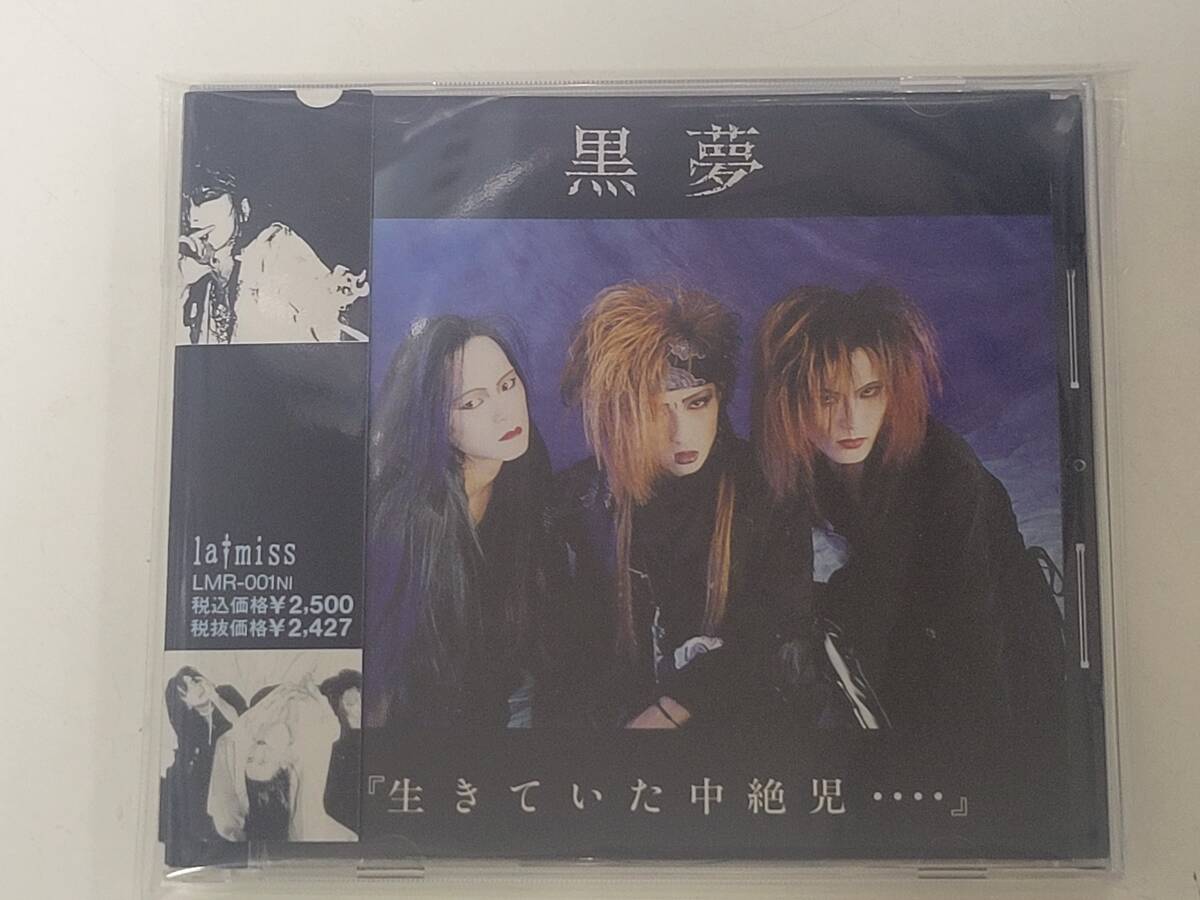 黒夢
la†miss
LMR-001NI
税込価格¥2,500
税抜価格¥2,427
『生きていた中絶児‥‥』